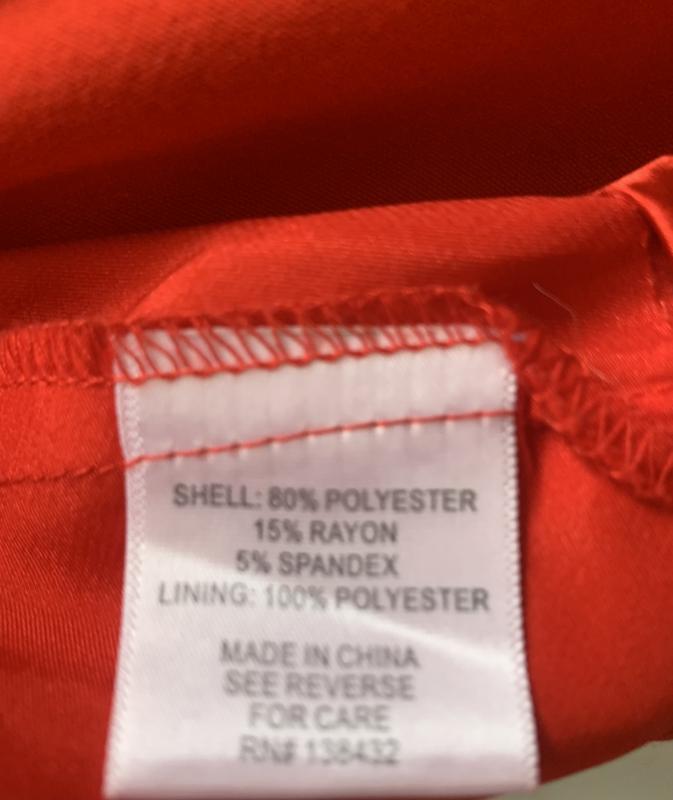 SHELL: 80% POLYESTER
15% RAYON
5% SPANDEX
LINING: 100% POLYESTER
MADE IN CHINA
SEE REVERSE
FOR CARE
RN# 138432